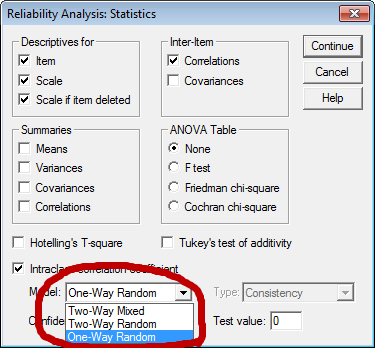 Reliability Analysis: Statistics
Descriptives for
Item
Scale
Scale if item deleted
Inter-Item
Correlations
Covariances
Continue
Cancel
Help
Summaries
Means
Variances
Covariances
Correlations
ANOVA Table
None
F test
Friedman chi-square
Cochran chi-square
Hotelling's T-square
Tukey's test of additivity
Intraclass correlation coefficient
Model: One-Way Random
Type: Consistency
Two-Way Mixed
Two-Way Random
One-Way Random
Test value: 0